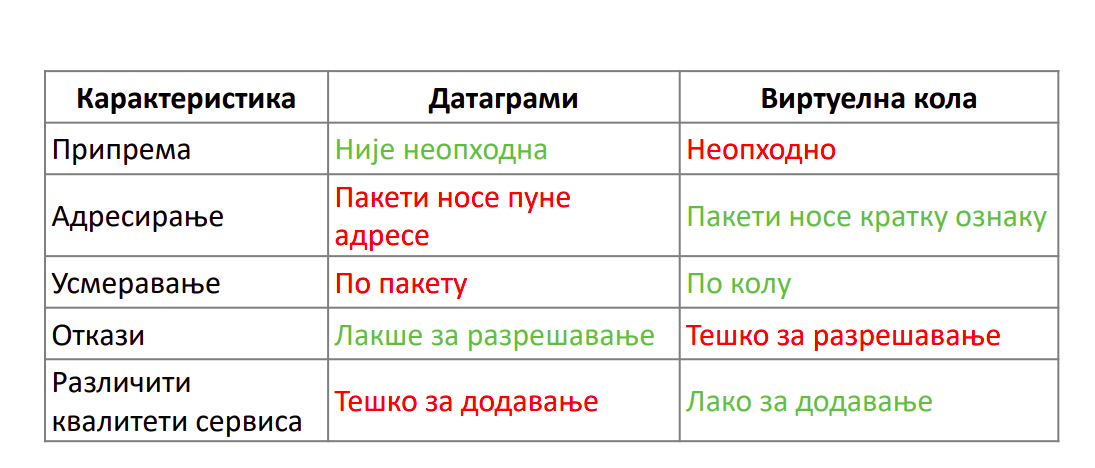 Карактеристика Датаграми Виртуелна кола
Припрема Није неопходна Неопходно
Адресирање Пакети носе пуне
адресе Пакети носе кратку ознаку
Усмеравање По пакету По колу
Откази Лакше за разрешавање Тешко за разрешавање
Различити
квалитети сервиса Тешко за додавање Лако за додавање